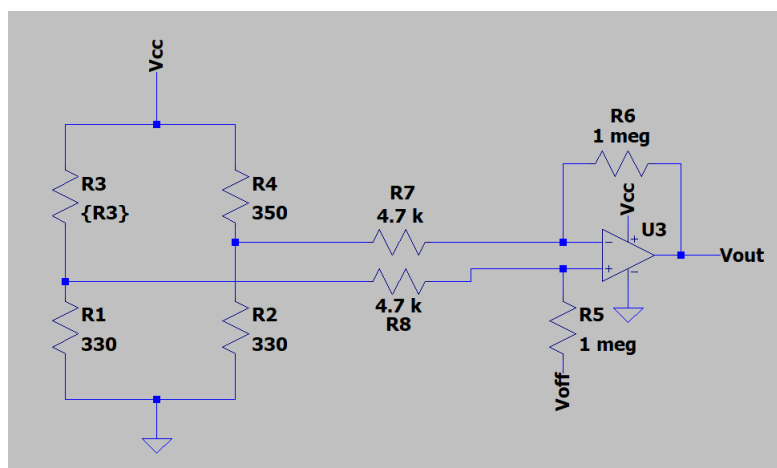 Vcc
R3
{R3}
R4
350
R7
4.7 k
4.7 k
R8
R6
1 meg
Vcc
U3
Vout
R1
330
R2
330
R5
1 meg
Voff